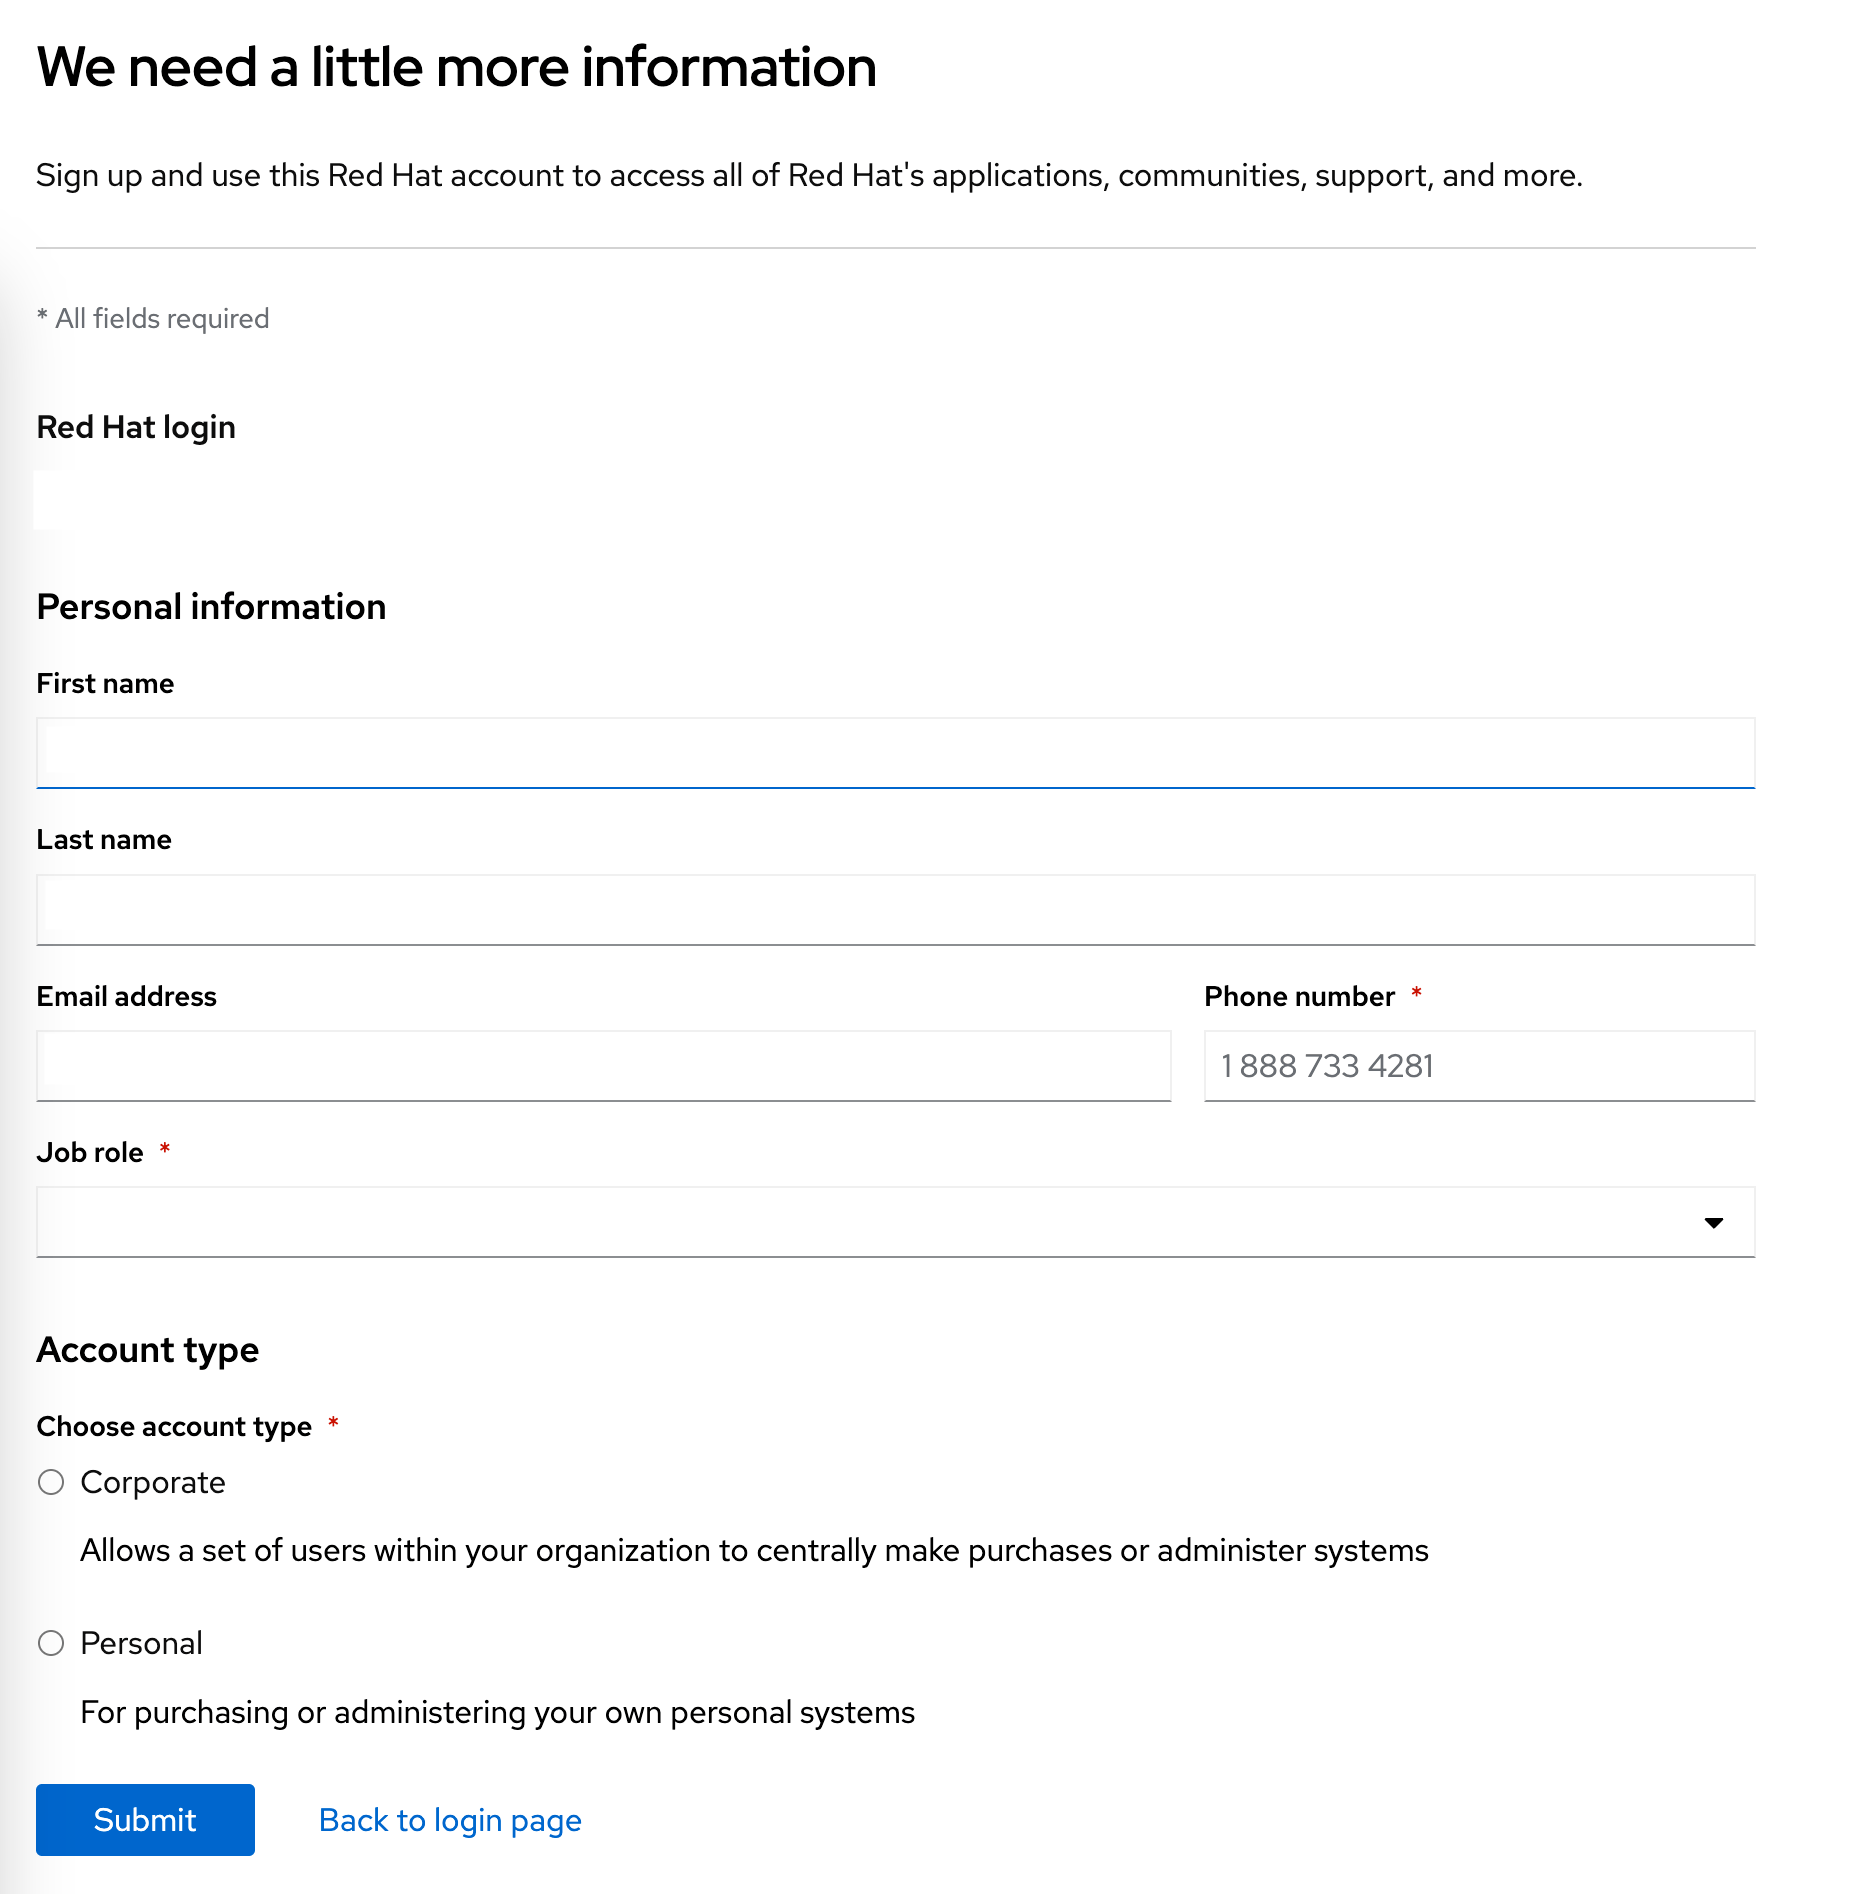 We need a little more information
Sign up and use this Red Hat account to access all of Red Hat's applications, communities, support, and more.
* All fields required
Red Hat login
Personal information
First name
Last name
Email address
Phone number *
1 888 733 4281
Job role *
Account type
Choose account type *
Corporate
Allows a set of users within your organization to centrally make purchases or administer systems
Personal
For purchasing or administering your own personal systems
Submit
Back to login page